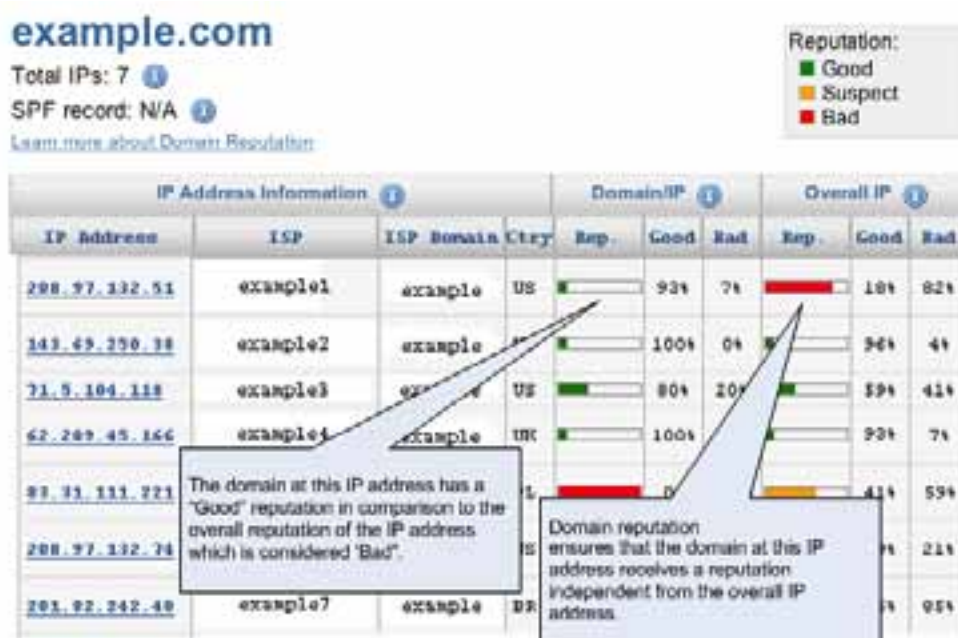 example.com
Total IPs: 7
SPF record: N/A
Learn more about Domain Reputation
Reputation:
Good
Suspect
Bad
IP Address Information Domain/IP Overall IP
IP Address ISP ISP Domain Ctry Rep. Good Bad Rep. Good Bad
208.97.132.51 example1 example US 93% 7% 18% 82%
143.69.250.38 example2 example 100% 0% 96% 4%
71.5.104.118 example3 US 80% 20% 59% 41%
62.209.45.166 example4 example UK 100% 93% 7%
83.31.111.221 41% 59%
208.97.132.74 21%
201.92.242.40 example7 example BR 95%
The domain at this IP address has a
"Good" reputation in comparison to the
overall reputation of the IP address
which is considered 'Bad".
Domain reputation
ensures that the domain at this IP
address receives a reputation
independent from the overall IP
address.